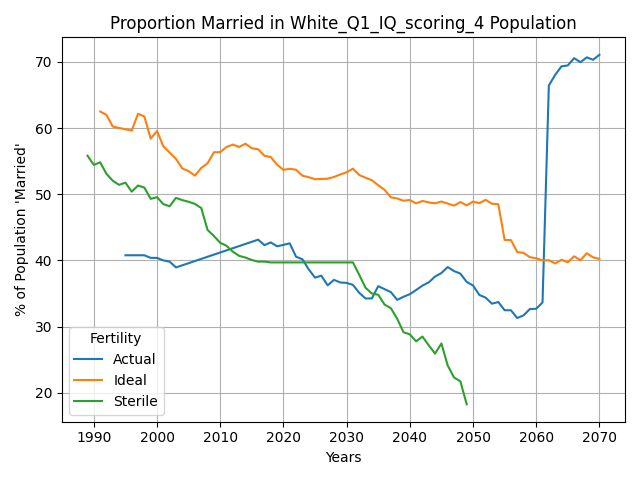 Proportion Married in White_Q1_IQ_scoring_4 Population
% of Population 'Married'
70
60
50
40
30
20
Fertility
Actual
Ideal
Sterile
1990 2000 2010 2020 2030 2040 2050 2060 2070
Years